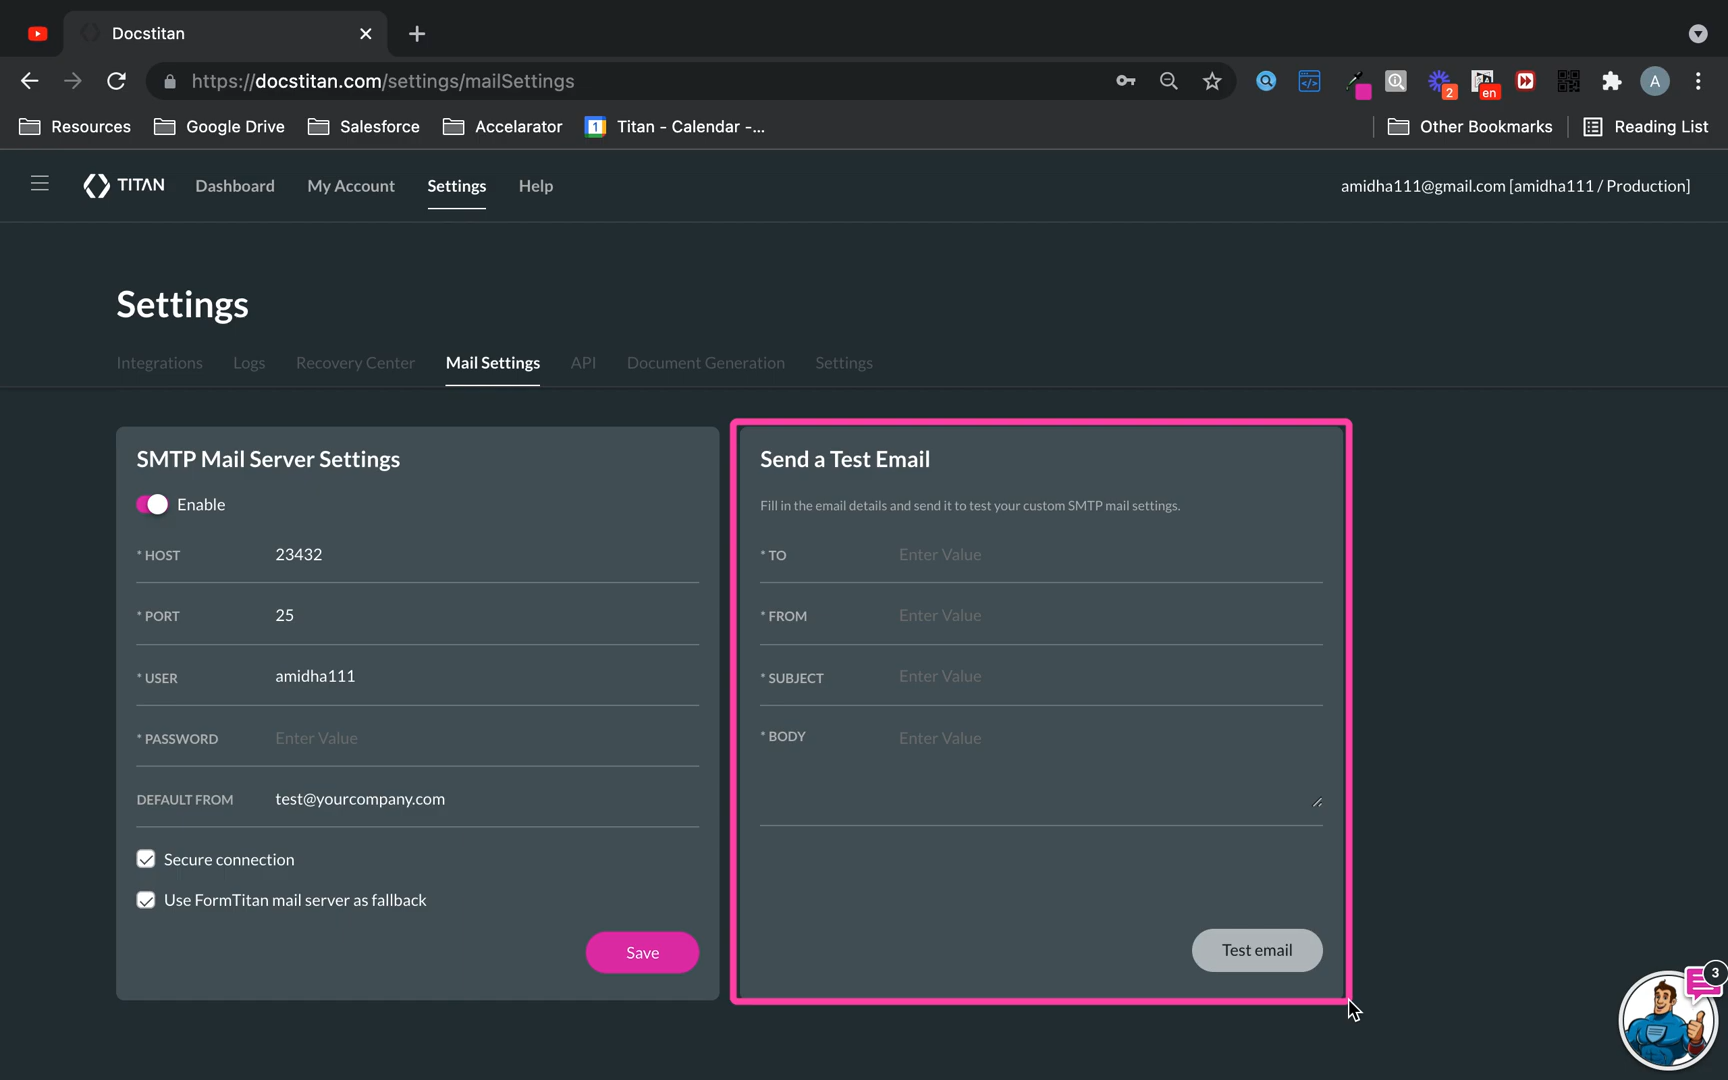 Docstitan
https://docstitan.com/settings/mailSettings
2
en
A
Resources
Google Drive
Salesforce
Accelarator
1
Titan - Calendar -...
Other Bookmarks
Reading List
TITAN
Dashboard
My Account
Settings
Help
amidha111@gmail.com [amidha111 / Production]
Settings
Integrations
Logs
Recovery Center
Mail Settings
API
Document Generation
Settings
SMTP Mail Server Settings
Enable
* HOST 23432
* PORT 25
* USER amidha111
* PASSWORD Enter Value
DEFAULT FROM test@yourcompany.com
Secure connection
Use FormTitan mail server as fallback
Save
Send a Test Email
Fill in the email details and send it to test your custom SMTP mail settings.
* TO Enter Value
* FROM Enter Value
* SUBJECT Enter Value
* BODY Enter Value
Test email
3